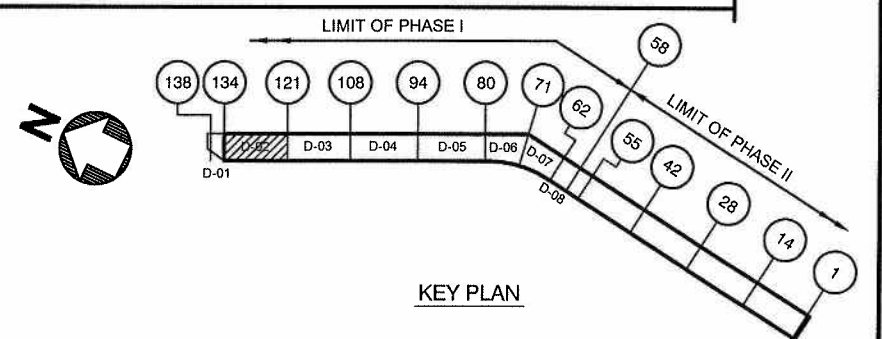 LIMIT OF PHASE I
58
138 134 121 108 94 80 71 62 55 42 28 14 1
LIMIT OF PHASE II
N
D-01 D-02 D-03 D-04 D-05 D-06 D-07 D-08
KEY PLAN